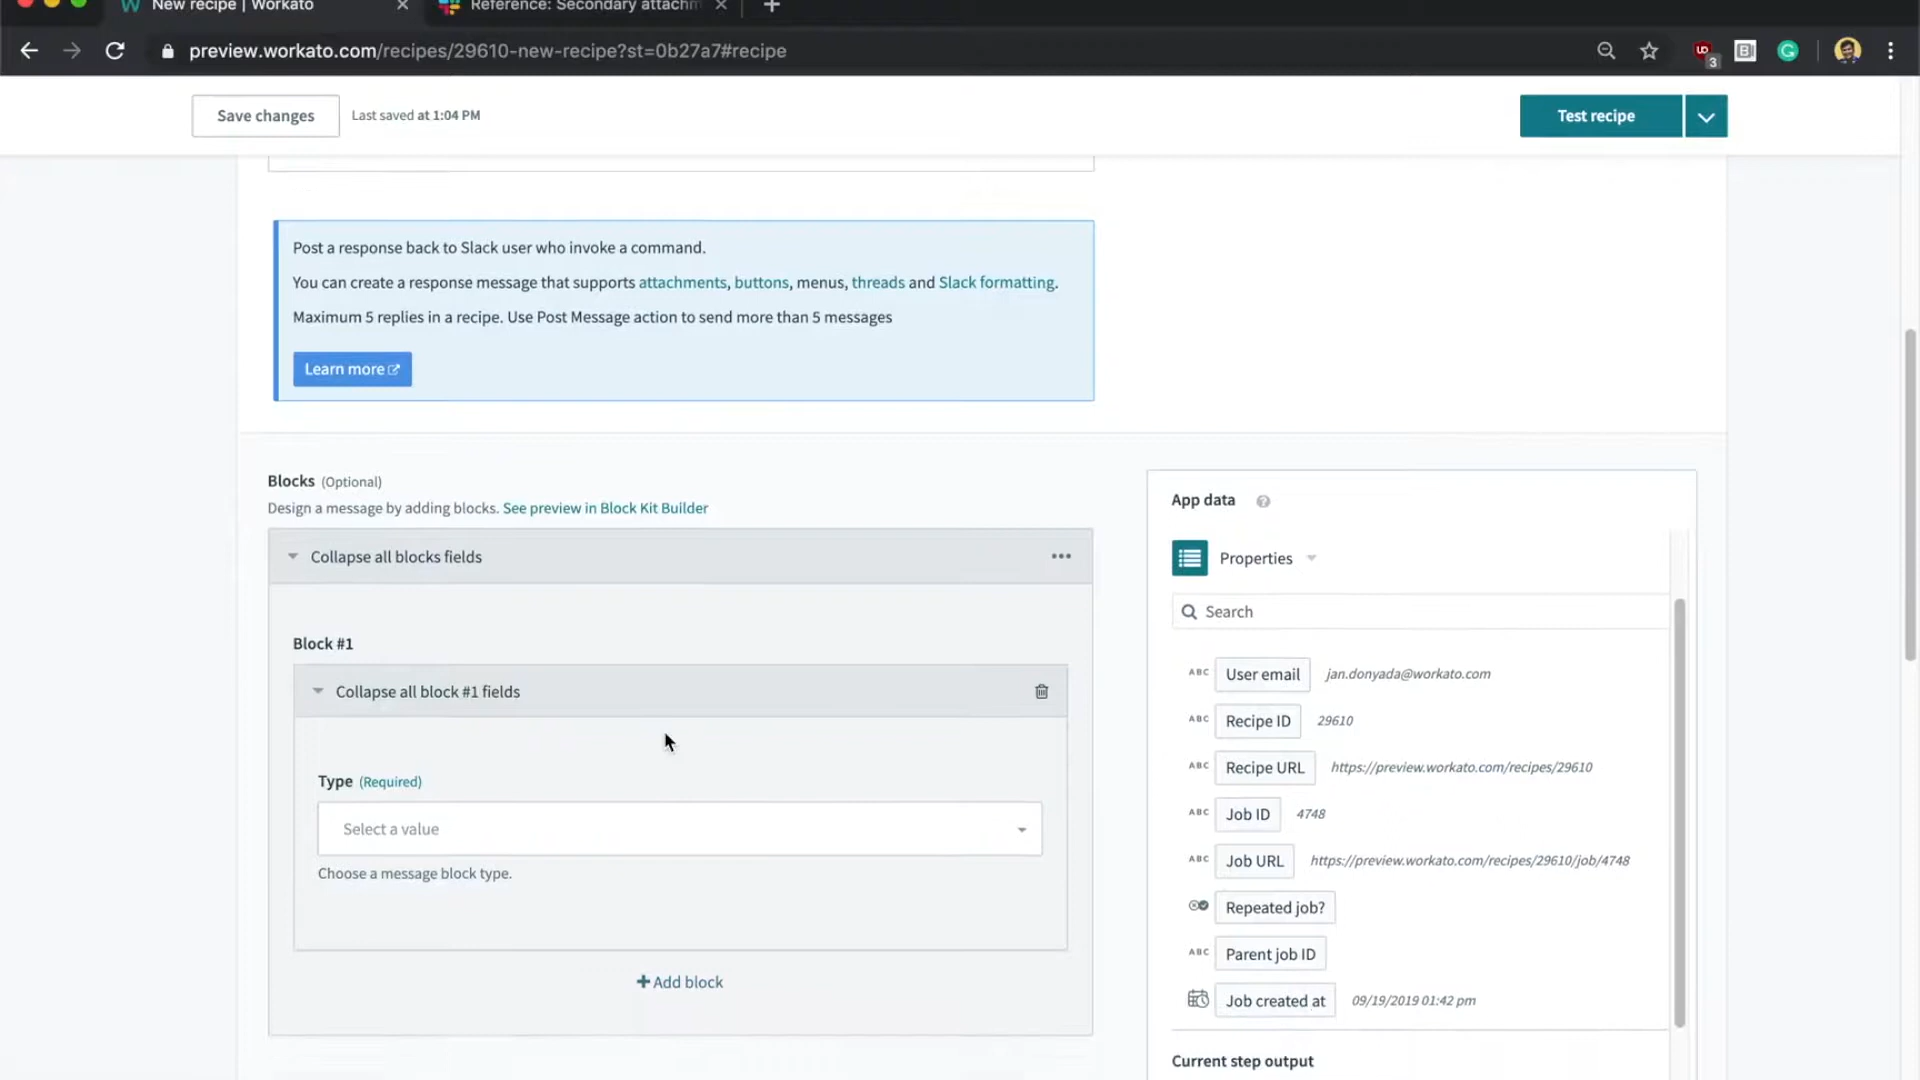 New recipe | Workato
Reference: Secondary attachm
preview.workato.com/recipes/29610-new-recipe?st=0b27a7#recipe
3
Save changes
Last saved at 1:04 PM
Test recipe
Post a response back to Slack user who invoke a command.
You can create a response message that supports attachments, buttons, menus, threads and Slack formatting.
Maximum 5 replies in a recipe. Use Post Message action to send more than 5 messages
Learn more
Blocks (Optional)
Design a message by adding blocks. See preview in Block Kit Builder
Collapse all blocks fields
Block #1
Collapse all block #1 fields
Type (Required)
Select a value
Choose a message block type.
+ Add block
App data
Properties
Search
ABC User email jan.donyada@workato.com
ABC Recipe ID 29610
ABC Recipe URL https://preview.workato.com/recipes/29610
ABC Job ID 4748
ABC Job URL https://preview.workato.com/recipes/29610/job/4748
Repeated job?
ABC Parent job ID
Job created at 09/19/2019 01:42 pm
Current step output